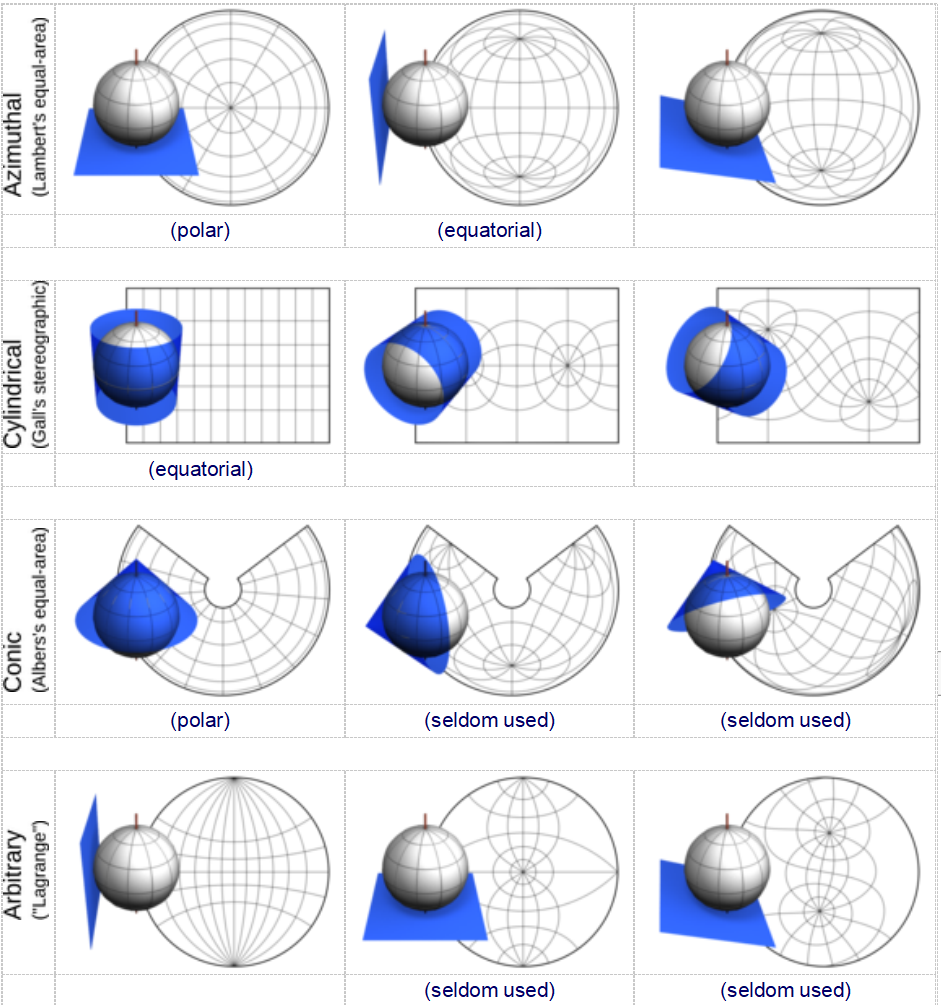 Azimuthal
(Lambert's equal-area)
(polar)
(equatorial)
Cylindrical
(Gall's stereographic)
(equatorial)
Conic
(Albers's equal-area)
(polar)
(seldom used)
(seldom used)
Arbitrary
("Lagrange")
(seldom used)
(seldom used)